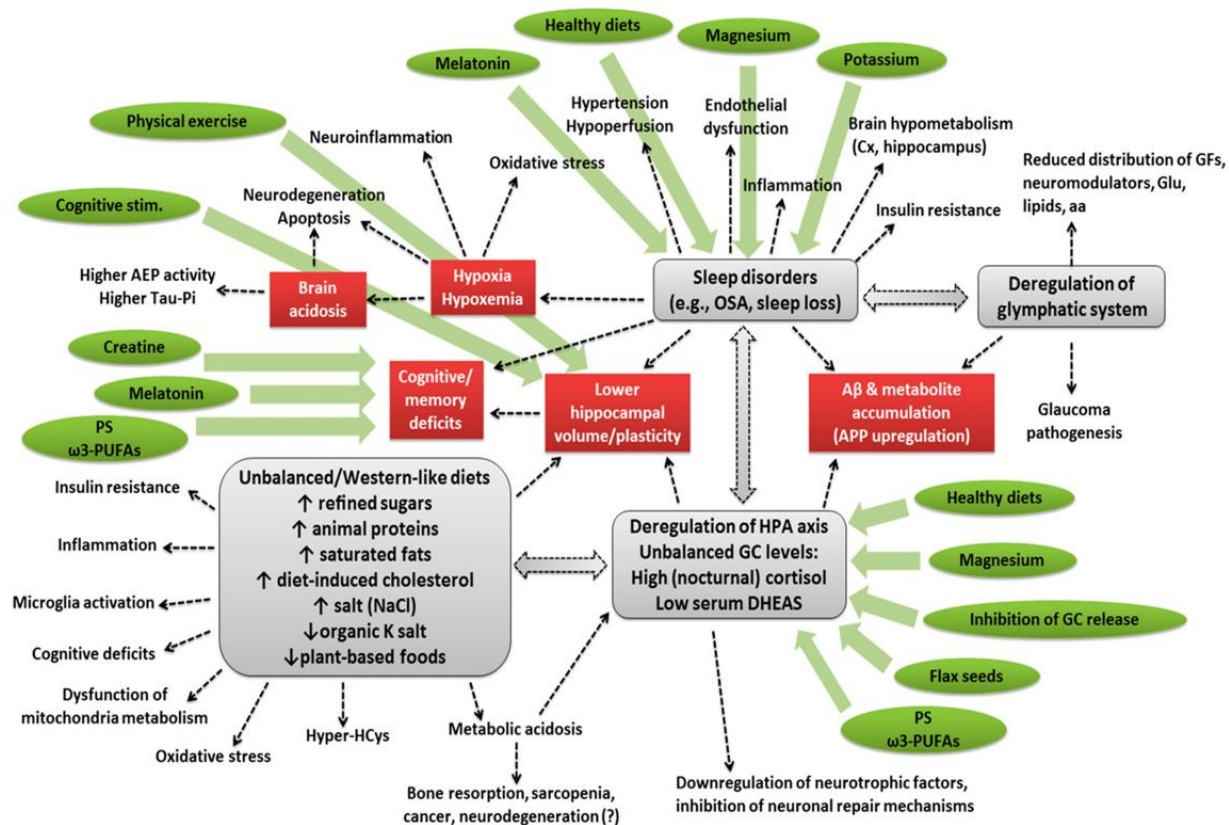 Healthy diets
Magnesium
Melatonin
Potassium
Physical exercise
Hypertension
Hypoperfusion
Endothelial
dysfunction
Neuroinflammation
Brain hypometabolism
(Cx, hippocampus)
Oxidative stress
Reduced distribution of GFs,
neuromodulators, Glu,
lipids, aa
Neurodegeneration
Apoptosis
Inflammation
Cognitive stim.
Insulin resistance
Higher AEP activity
Higher Tau-Pi
Brain
acidosis
Hypoxia
Hypoxemia
Sleep disorders
(e.g., OSA, sleep loss)
Deregulation of
glymphatic system
Creatine
Melatonin
PS
ω3-PUFAs
Cognitive/
memory
deficits
Lower
hippocampal
volume/plasticity
Aβ & metabolite
accumulation
(APP upregulation)
Glaucoma
pathogenesis
Unbalanced/Western-like diets
↑ refined sugars
↑ animal proteins
↑ saturated fats
↑ diet-induced cholesterol
↑ salt (NaCl)
↓organic K salt
↓plant-based foods
Insulin resistance
Inflammation
Microglia activation
Cognitive deficits
Dysfunction of
mitochondria metabolism
Oxidative stress
Hyper-HCys
Metabolic acidosis
Bone resorption, sarcopenia,
cancer, neurodegeneration (?)
Deregulation of HPA axis
Unbalanced GC levels:
High (nocturnal) cortisol
Low serum DHEAS
Healthy diets
Magnesium
Inhibition of GC release
Flax seeds
PS
ω3-PUFAs
Downregulation of neurotrophic factors,
inhibition of neuronal repair mechanisms